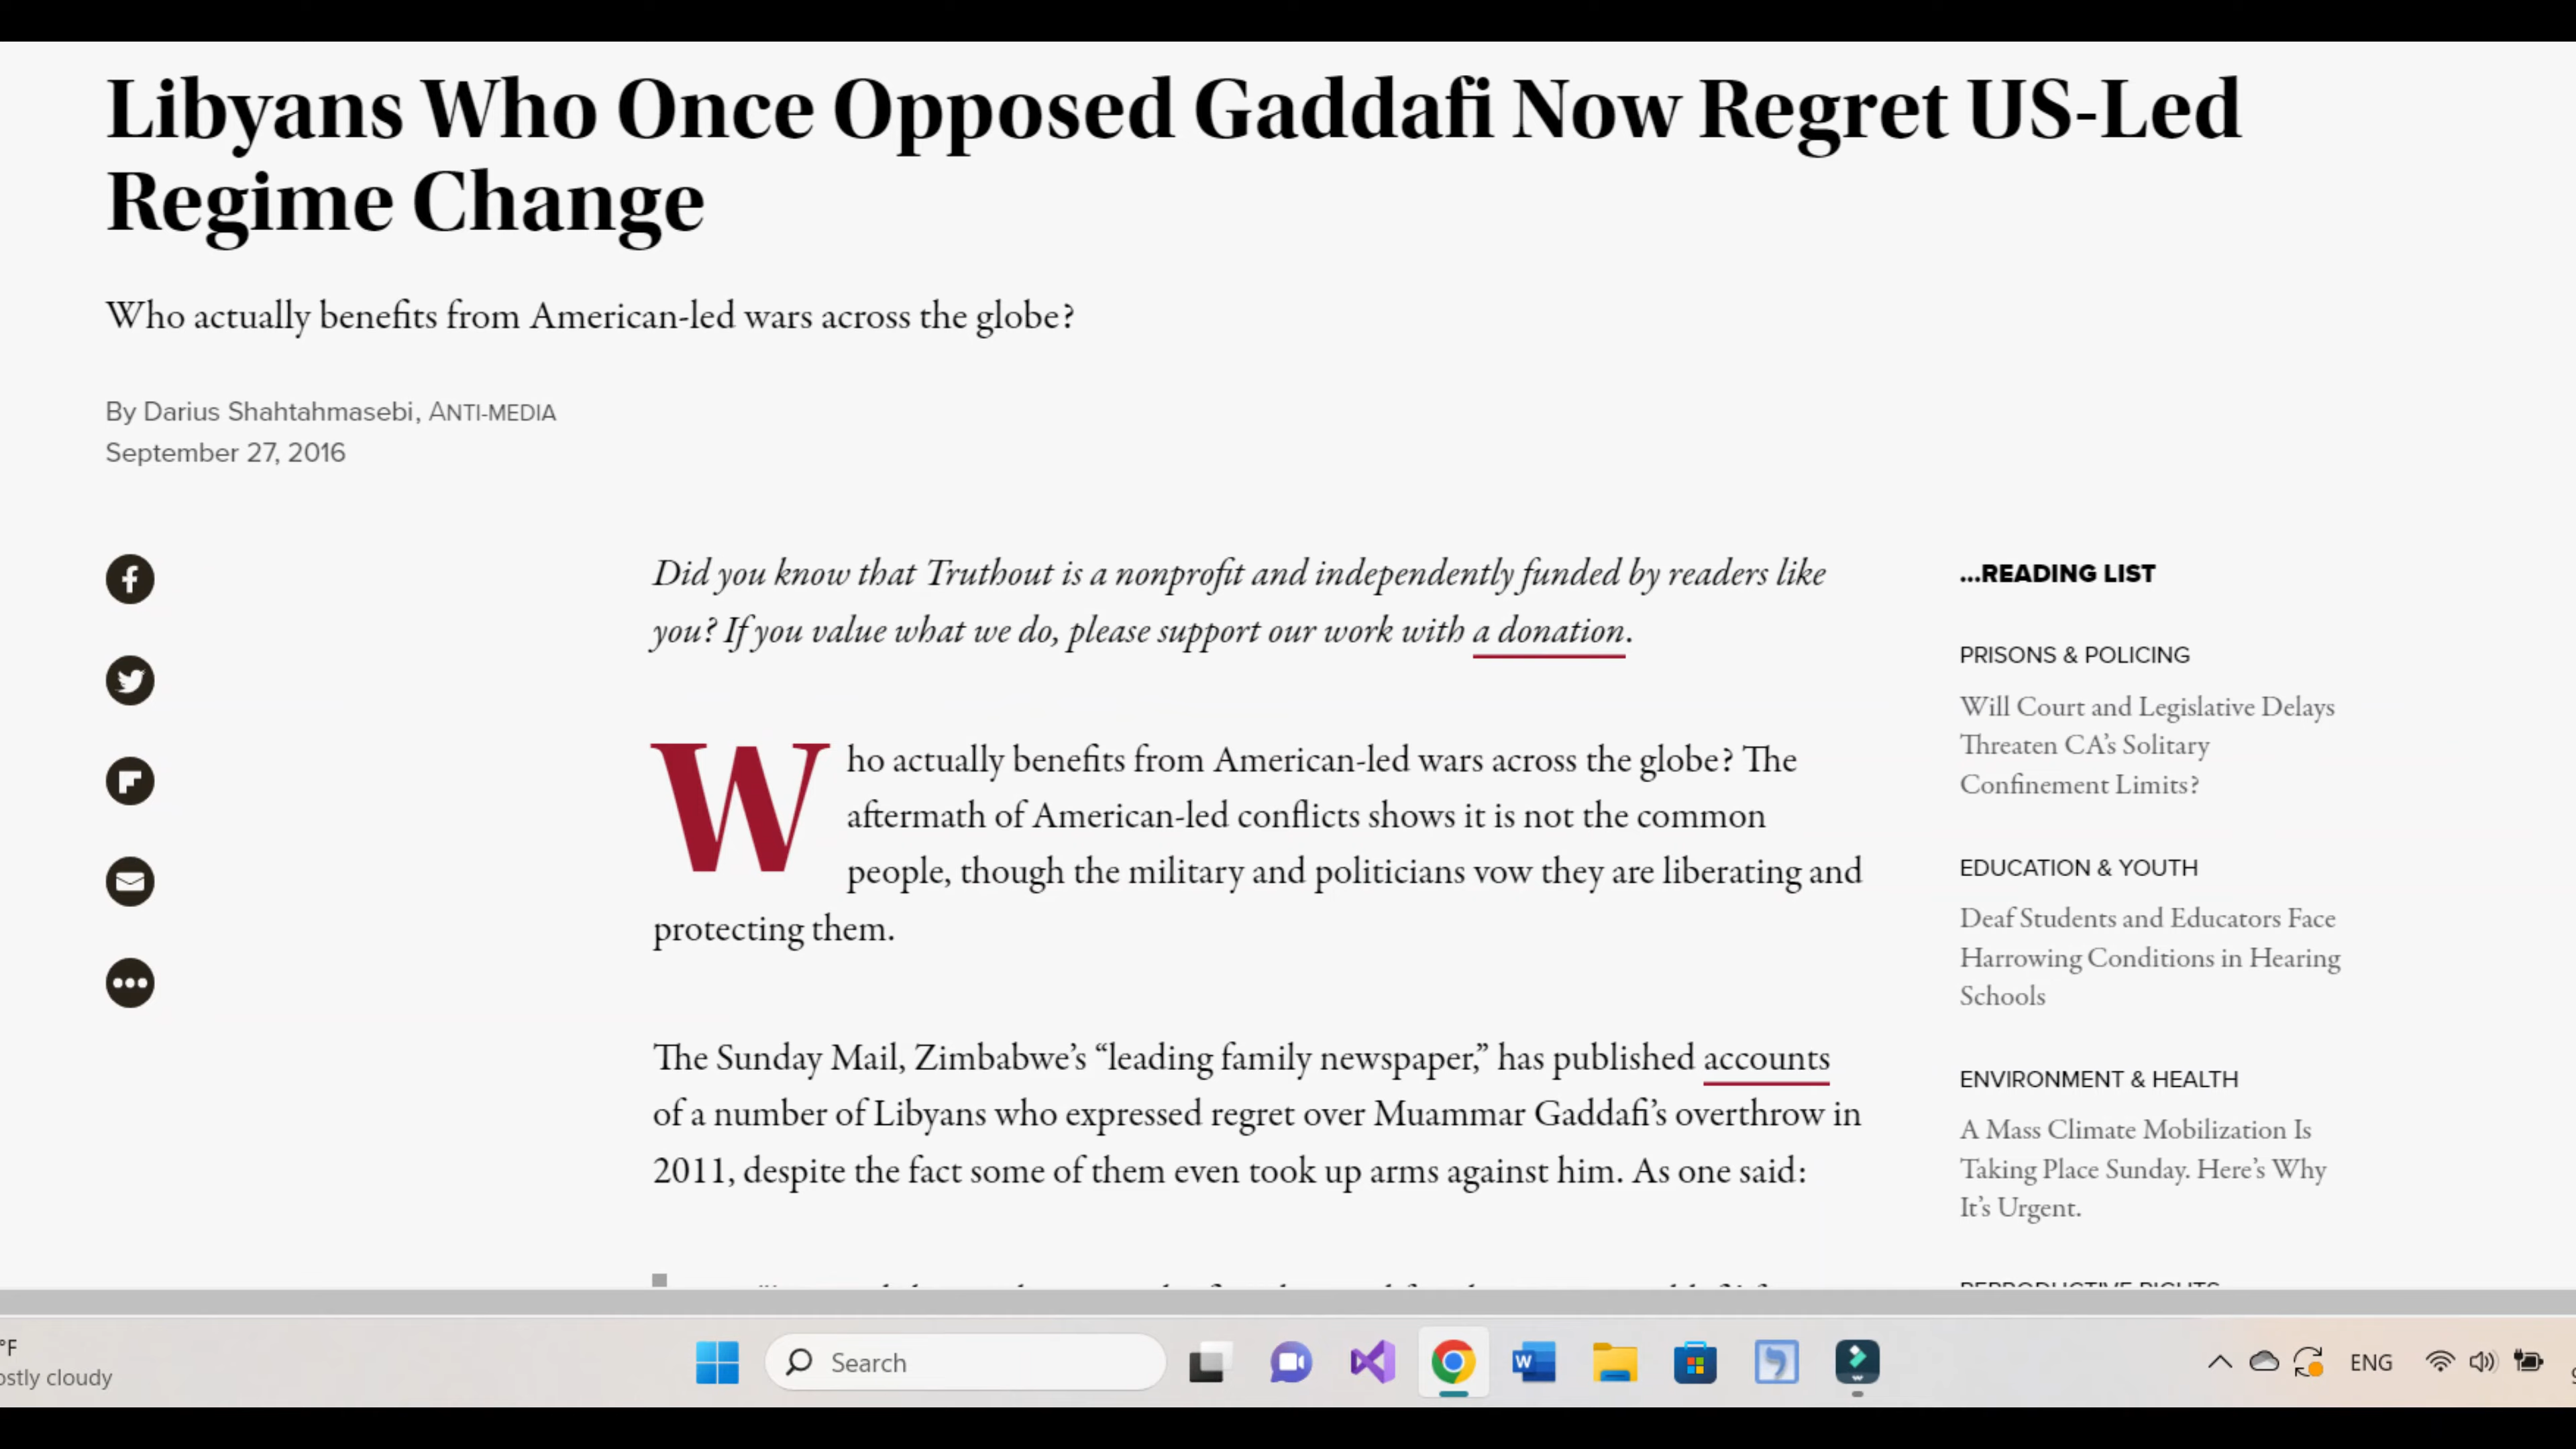 Libyans Who Once Opposed Gaddafi Now Regret US-Led
Regime Change
Who actually benefits from American-led wars across the globe?
By Darius Shahtahmasebi, ANTI-MEDIA
September 27, 2016
Did you know that Truthout is a nonprofit and independently funded by readers like
you? If you value what we do, please support our work with a donation.
Who actually benefits from American-led wars across the globe? The
aftermath of American-led conflicts shows it is not the common
people, though the military and politicians vow they are liberating and
protecting them.
The Sunday Mail, Zimbabwe’s “leading family newspaper,” has published accounts
of a number of Libyans who expressed regret over Muammar Gaddafi’s overthrow in
2011, despite the fact some of them even took up arms against him. As one said:
...READING LIST
PRISONS & POLICING
Will Court and Legislative Delays
Threaten CA’s Solitary
Confinement Limits?
EDUCATION & YOUTH
Deaf Students and Educators Face
Harrowing Conditions in Hearing
Schools
ENVIRONMENT & HEALTH
A Mass Climate Mobilization Is
Taking Place Sunday. Here’s Why
It’s Urgent.
REPRODUCTIVE RIGHTS
°F
ostly cloudy
Search
ENG